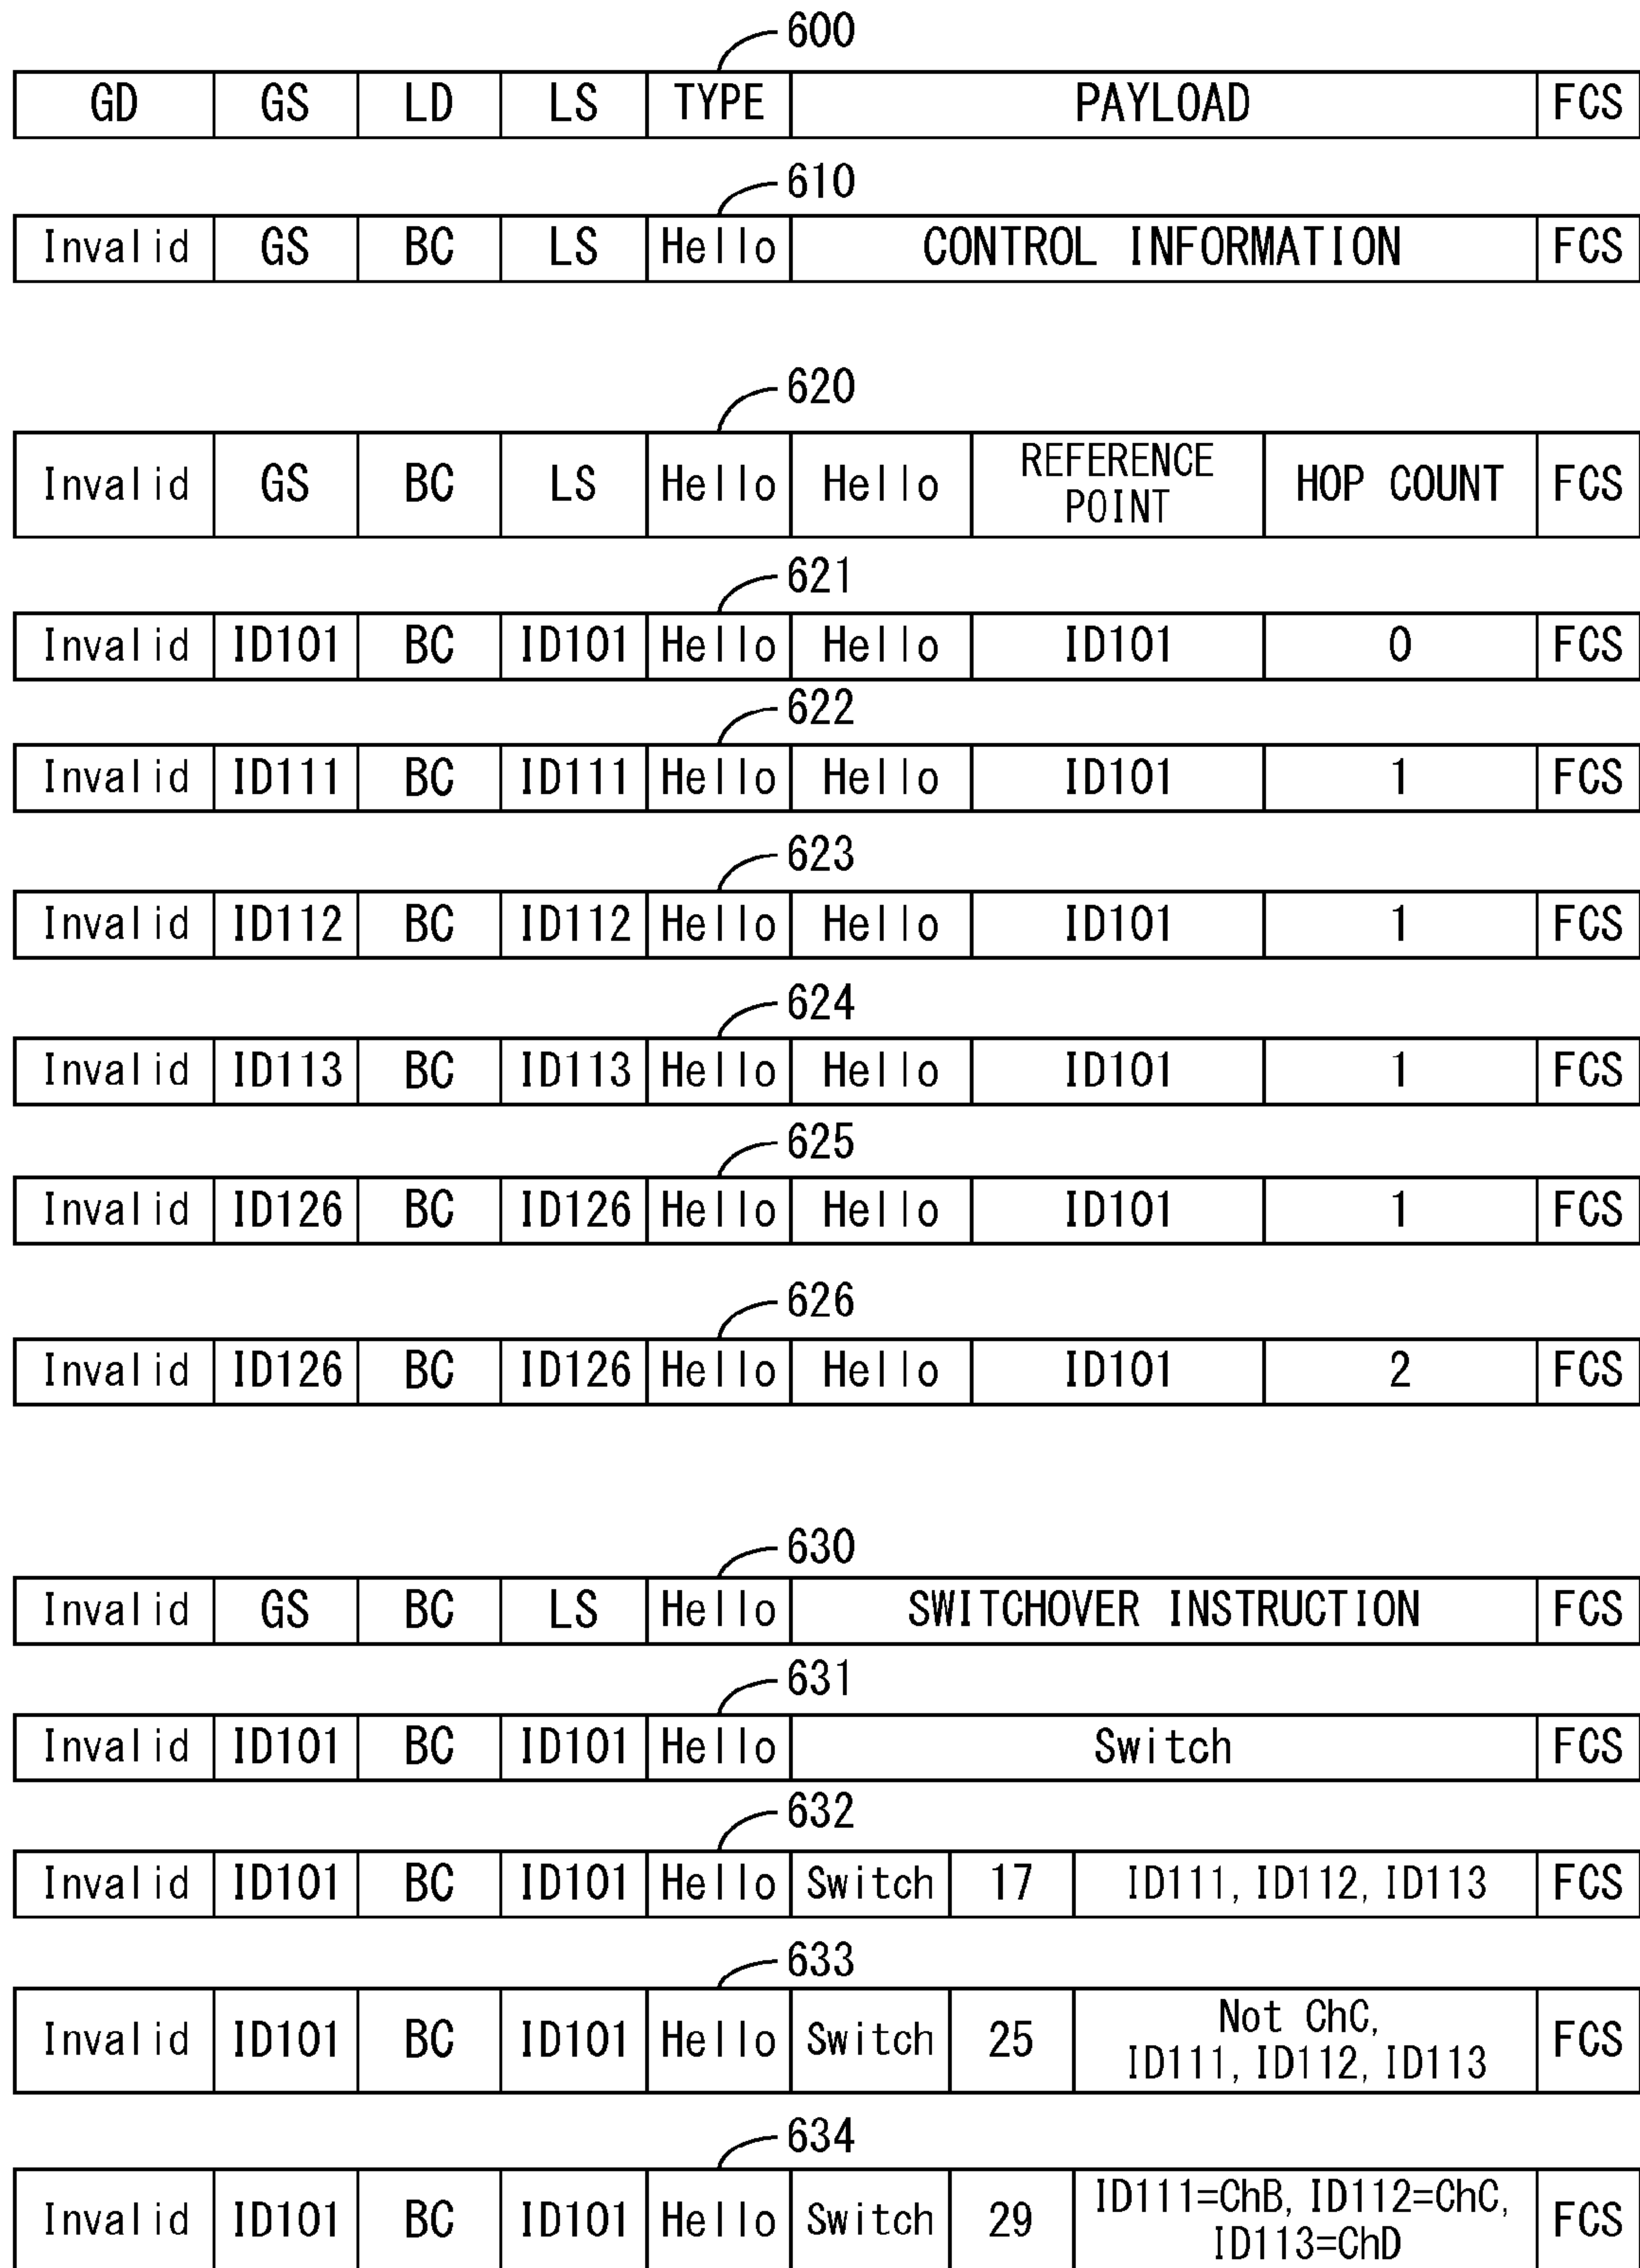 600
GD GS LD LS TYPE PAYLOAD FCS
610
Invalid GS BC LS Hello CONTROL INFORMATION FCS
620
Invalid GS BC LS Hello Hello REFERENCE POINT HOP COUNT FCS
621
Invalid ID101 BC ID101 Hello Hello ID101 0 FCS
622
Invalid ID111 BC ID111 Hello Hello ID101 1 FCS
623
Invalid ID112 BC ID112 Hello Hello ID101 1 FCS
624
Invalid ID113 BC ID113 Hello Hello ID101 1 FCS
625
Invalid ID126 BC ID126 Hello Hello ID101 1 FCS
626
Invalid ID126 BC ID126 Hello Hello ID101 2 FCS
630
Invalid GS BC LS Hello SWITCHOVER INSTRUCTION FCS
631
Invalid ID101 BC ID101 Hello Switch FCS
632
Invalid ID101 BC ID101 Hello Switch 17 ID111, ID112, ID113 FCS
633
Invalid ID101 BC ID101 Hello Switch 25 Not ChC, ID111, ID112, ID113 FCS
634
Invalid ID101 BC ID101 Hello Switch 29 ID111=ChB, ID112=ChC, ID113=ChD FCS